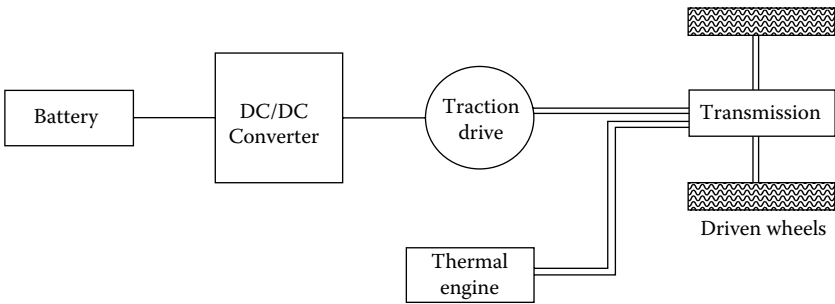 Battery
DC/DC
Converter
Traction
drive
Transmission
Driven wheels
Thermal
engine